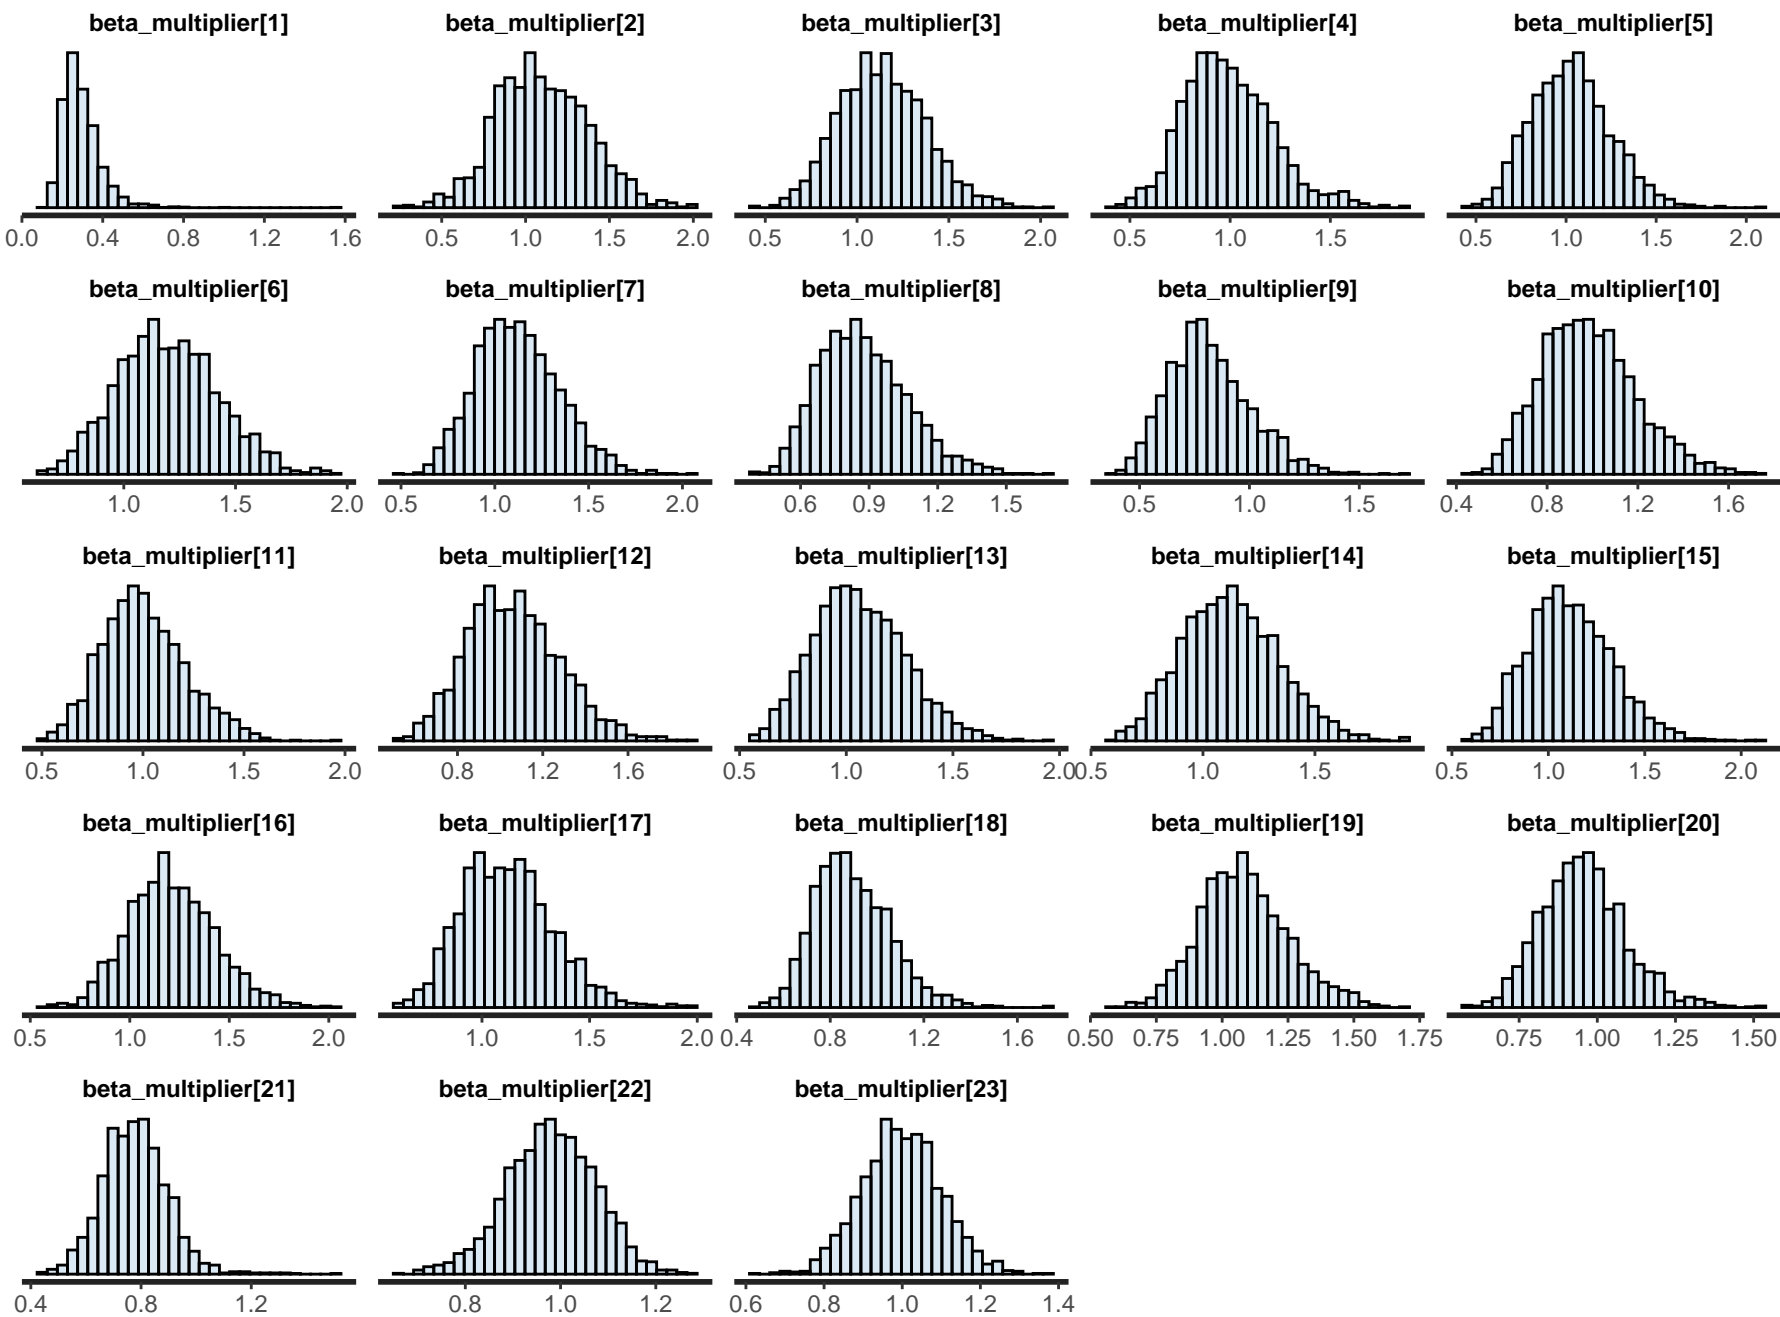 beta_multiplier[1] beta_multiplier[2] beta_multiplier[3] beta_multiplier[4] beta_multiplier[5]
0.0 0.4 0.8 1.2 1.6 0.5 1.0 1.5 2.0 0.5 1.0 1.5 2.0 0.5 1.0 1.5 0.5 1.0 1.5 2.0
beta_multiplier[6] beta_multiplier[7] beta_multiplier[8] beta_multiplier[9] beta_multiplier[10]
1.0 1.5 2.0 0.5 1.0 1.5 2.0 0.6 0.9 1.2 1.5 0.5 1.0 1.5 0.4 0.8 1.2 1.6
beta_multiplier[11] beta_multiplier[12] beta_multiplier[13] beta_multiplier[14] beta_multiplier[15]
0.5 1.0 1.5 2.0 0.8 1.2 1.6 0.5 1.0 1.5 2.0 0.5 1.0 1.5 0.5 1.0 1.5 2.0
beta_multiplier[16] beta_multiplier[17] beta_multiplier[18] beta_multiplier[19] beta_multiplier[20]
0.5 1.0 1.5 2.0 1.0 1.5 2.0 0.4 0.8 1.2 1.6 0.50 0.75 1.00 1.25 1.50 1.75 0.75 1.00 1.25 1.50
beta_multiplier[21] beta_multiplier[22] beta_multiplier[23]
0.4 0.8 1.2 0.8 1.0 1.2 0.6 0.8 1.0 1.2 1.4